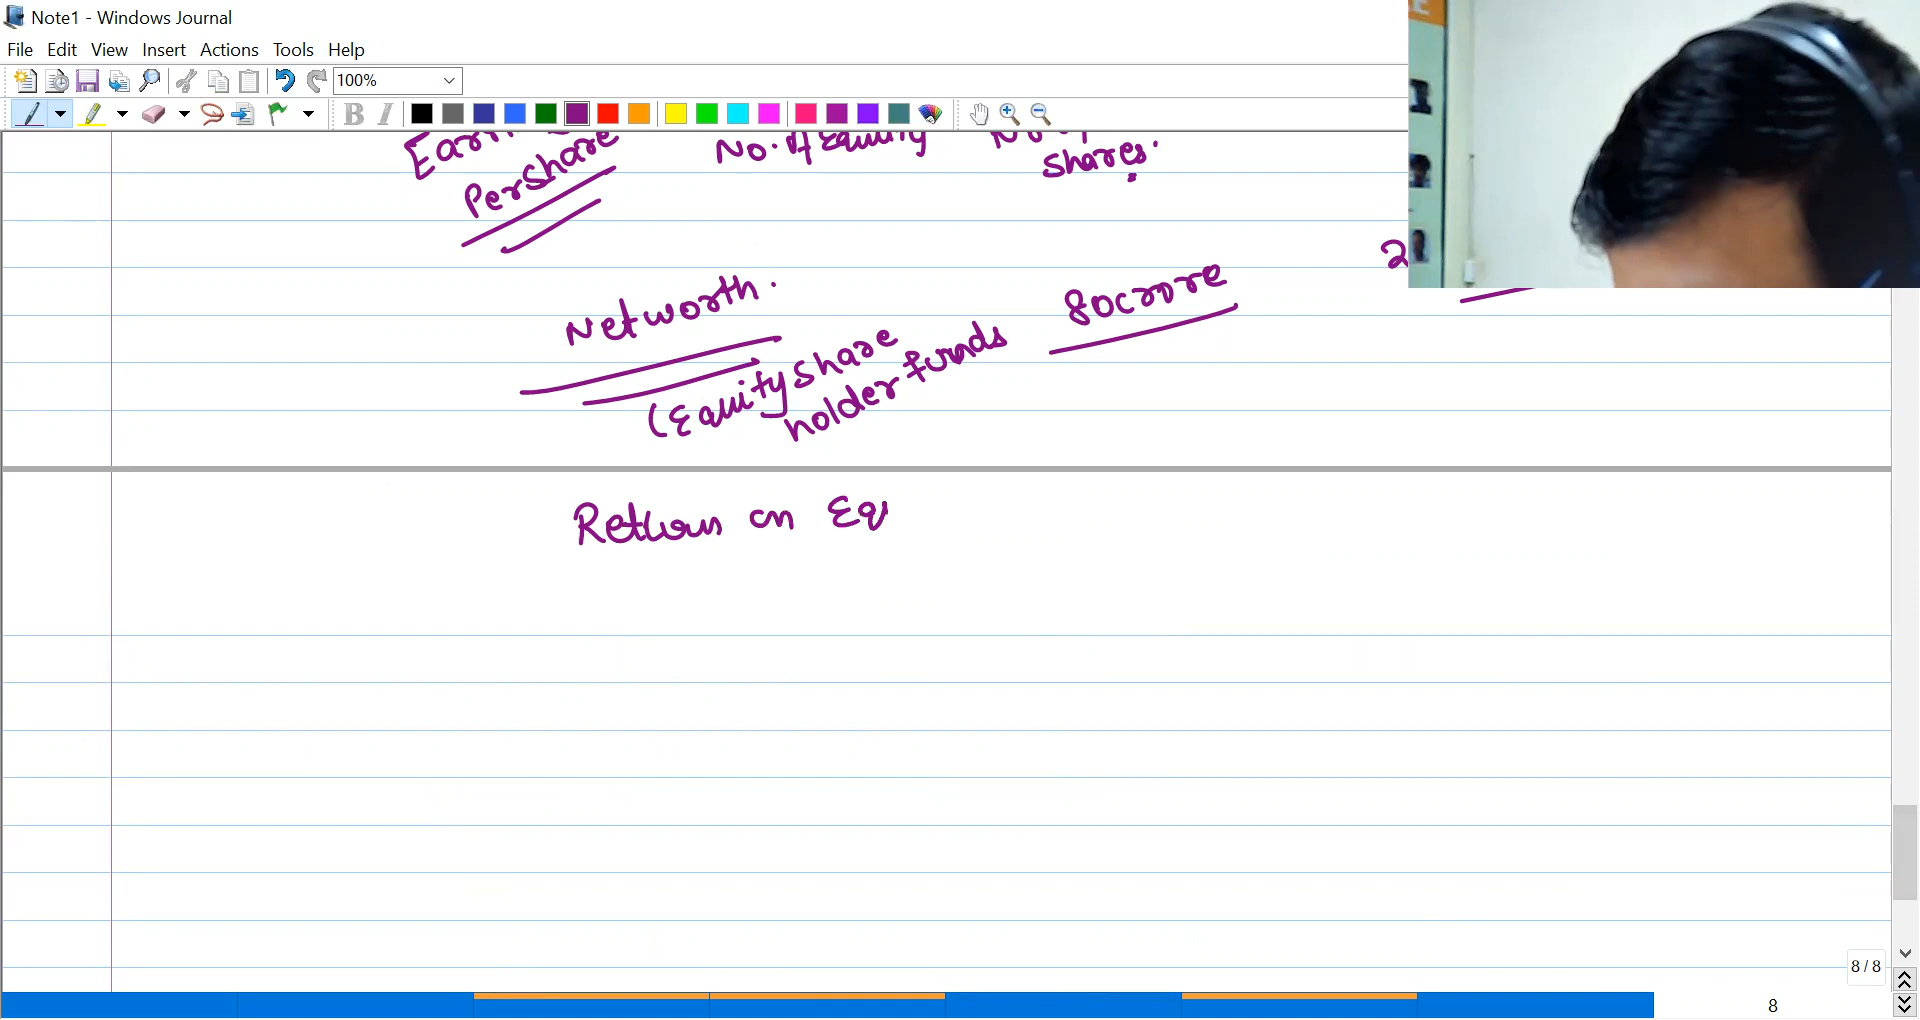 Note1 - Windows Journal
File Edit View Insert Actions Tools Help
100%
B I
Per Share
No. of Equity
Shares.
Networth.
80 crore
2
(Equity Share
holder funds
Return on Eq
8 / 8
8